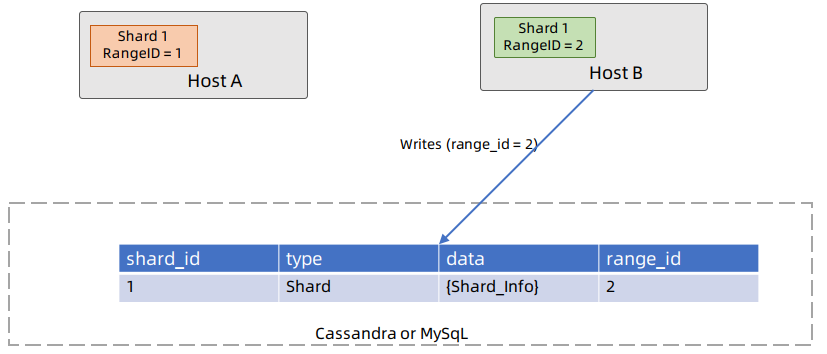 Shard 1
RangeID = 1
Host A
Shard 1
RangeID = 2
Host B
Writes (range_id = 2)
shard_id type data range_id
1 Shard {Shard_Info} 2
Cassandra or MySqL